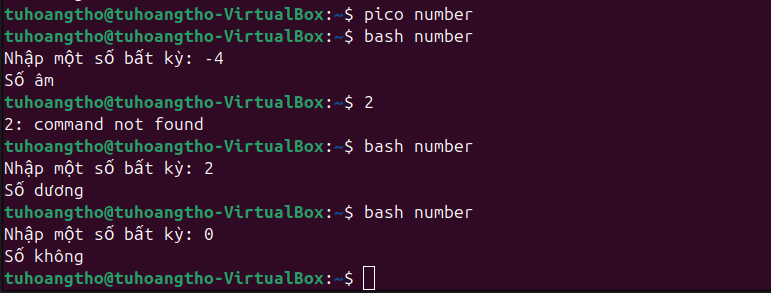 tuhoangtho@tuhoangtho-VirtualBox:~$ pico number
tuhoangtho@tuhoangtho-VirtualBox:~$ bash number
Nhập một số bất kỳ: -4
Số âm
tuhoangtho@tuhoangtho-VirtualBox:~$ 2
2: command not found
tuhoangtho@tuhoangtho-VirtualBox:~$ bash number
Nhập một số bất kỳ: 2
Số dương
tuhoangtho@tuhoangtho-VirtualBox:~$ bash number
Nhập một số bất kỳ: 0
Số không
tuhoangtho@tuhoangtho-VirtualBox:~$